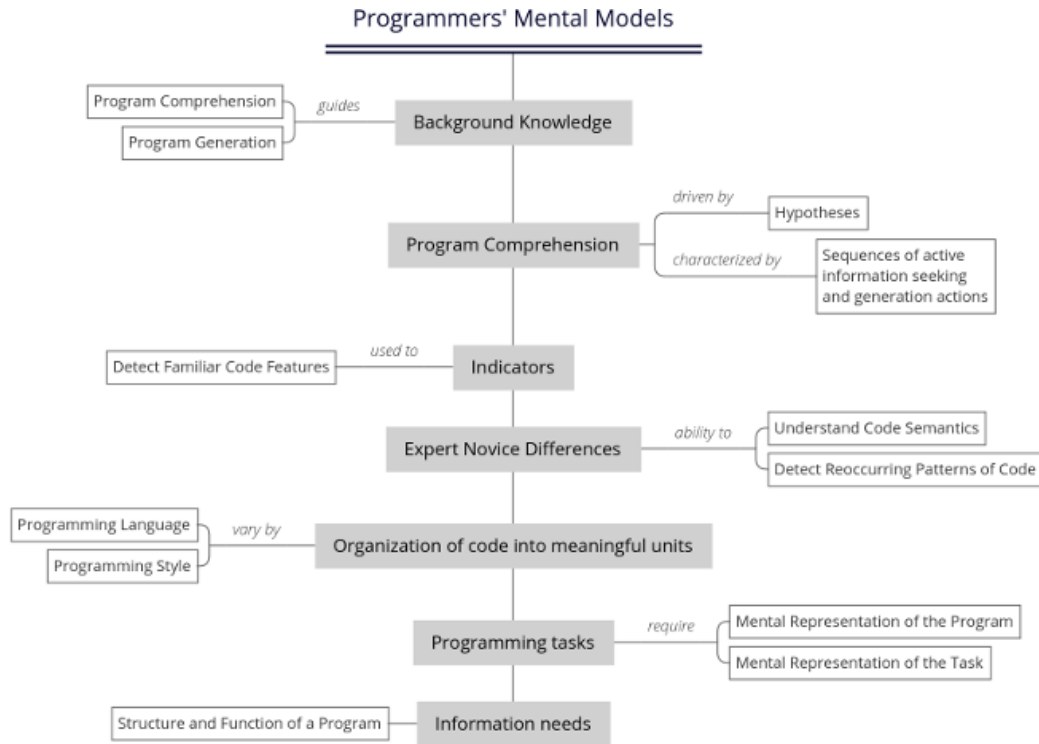 Programmers' Mental Models
Program Comprehension
guides
Program Generation
Background Knowledge
Program Comprehension
driven by
Hypotheses
characterized by
Sequences of active
information seeking
and generation actions
Detect Familiar Code Features
used to
Indicators
Expert Novice Differences
ability to
Understand Code Semantics
Detect Reoccurring Patterns of Code
Programming Language
vary by
Programming Style
Organization of code into meaningful units
Programming tasks
require
Mental Representation of the Program
Mental Representation of the Task
Structure and Function of a Program
Information needs